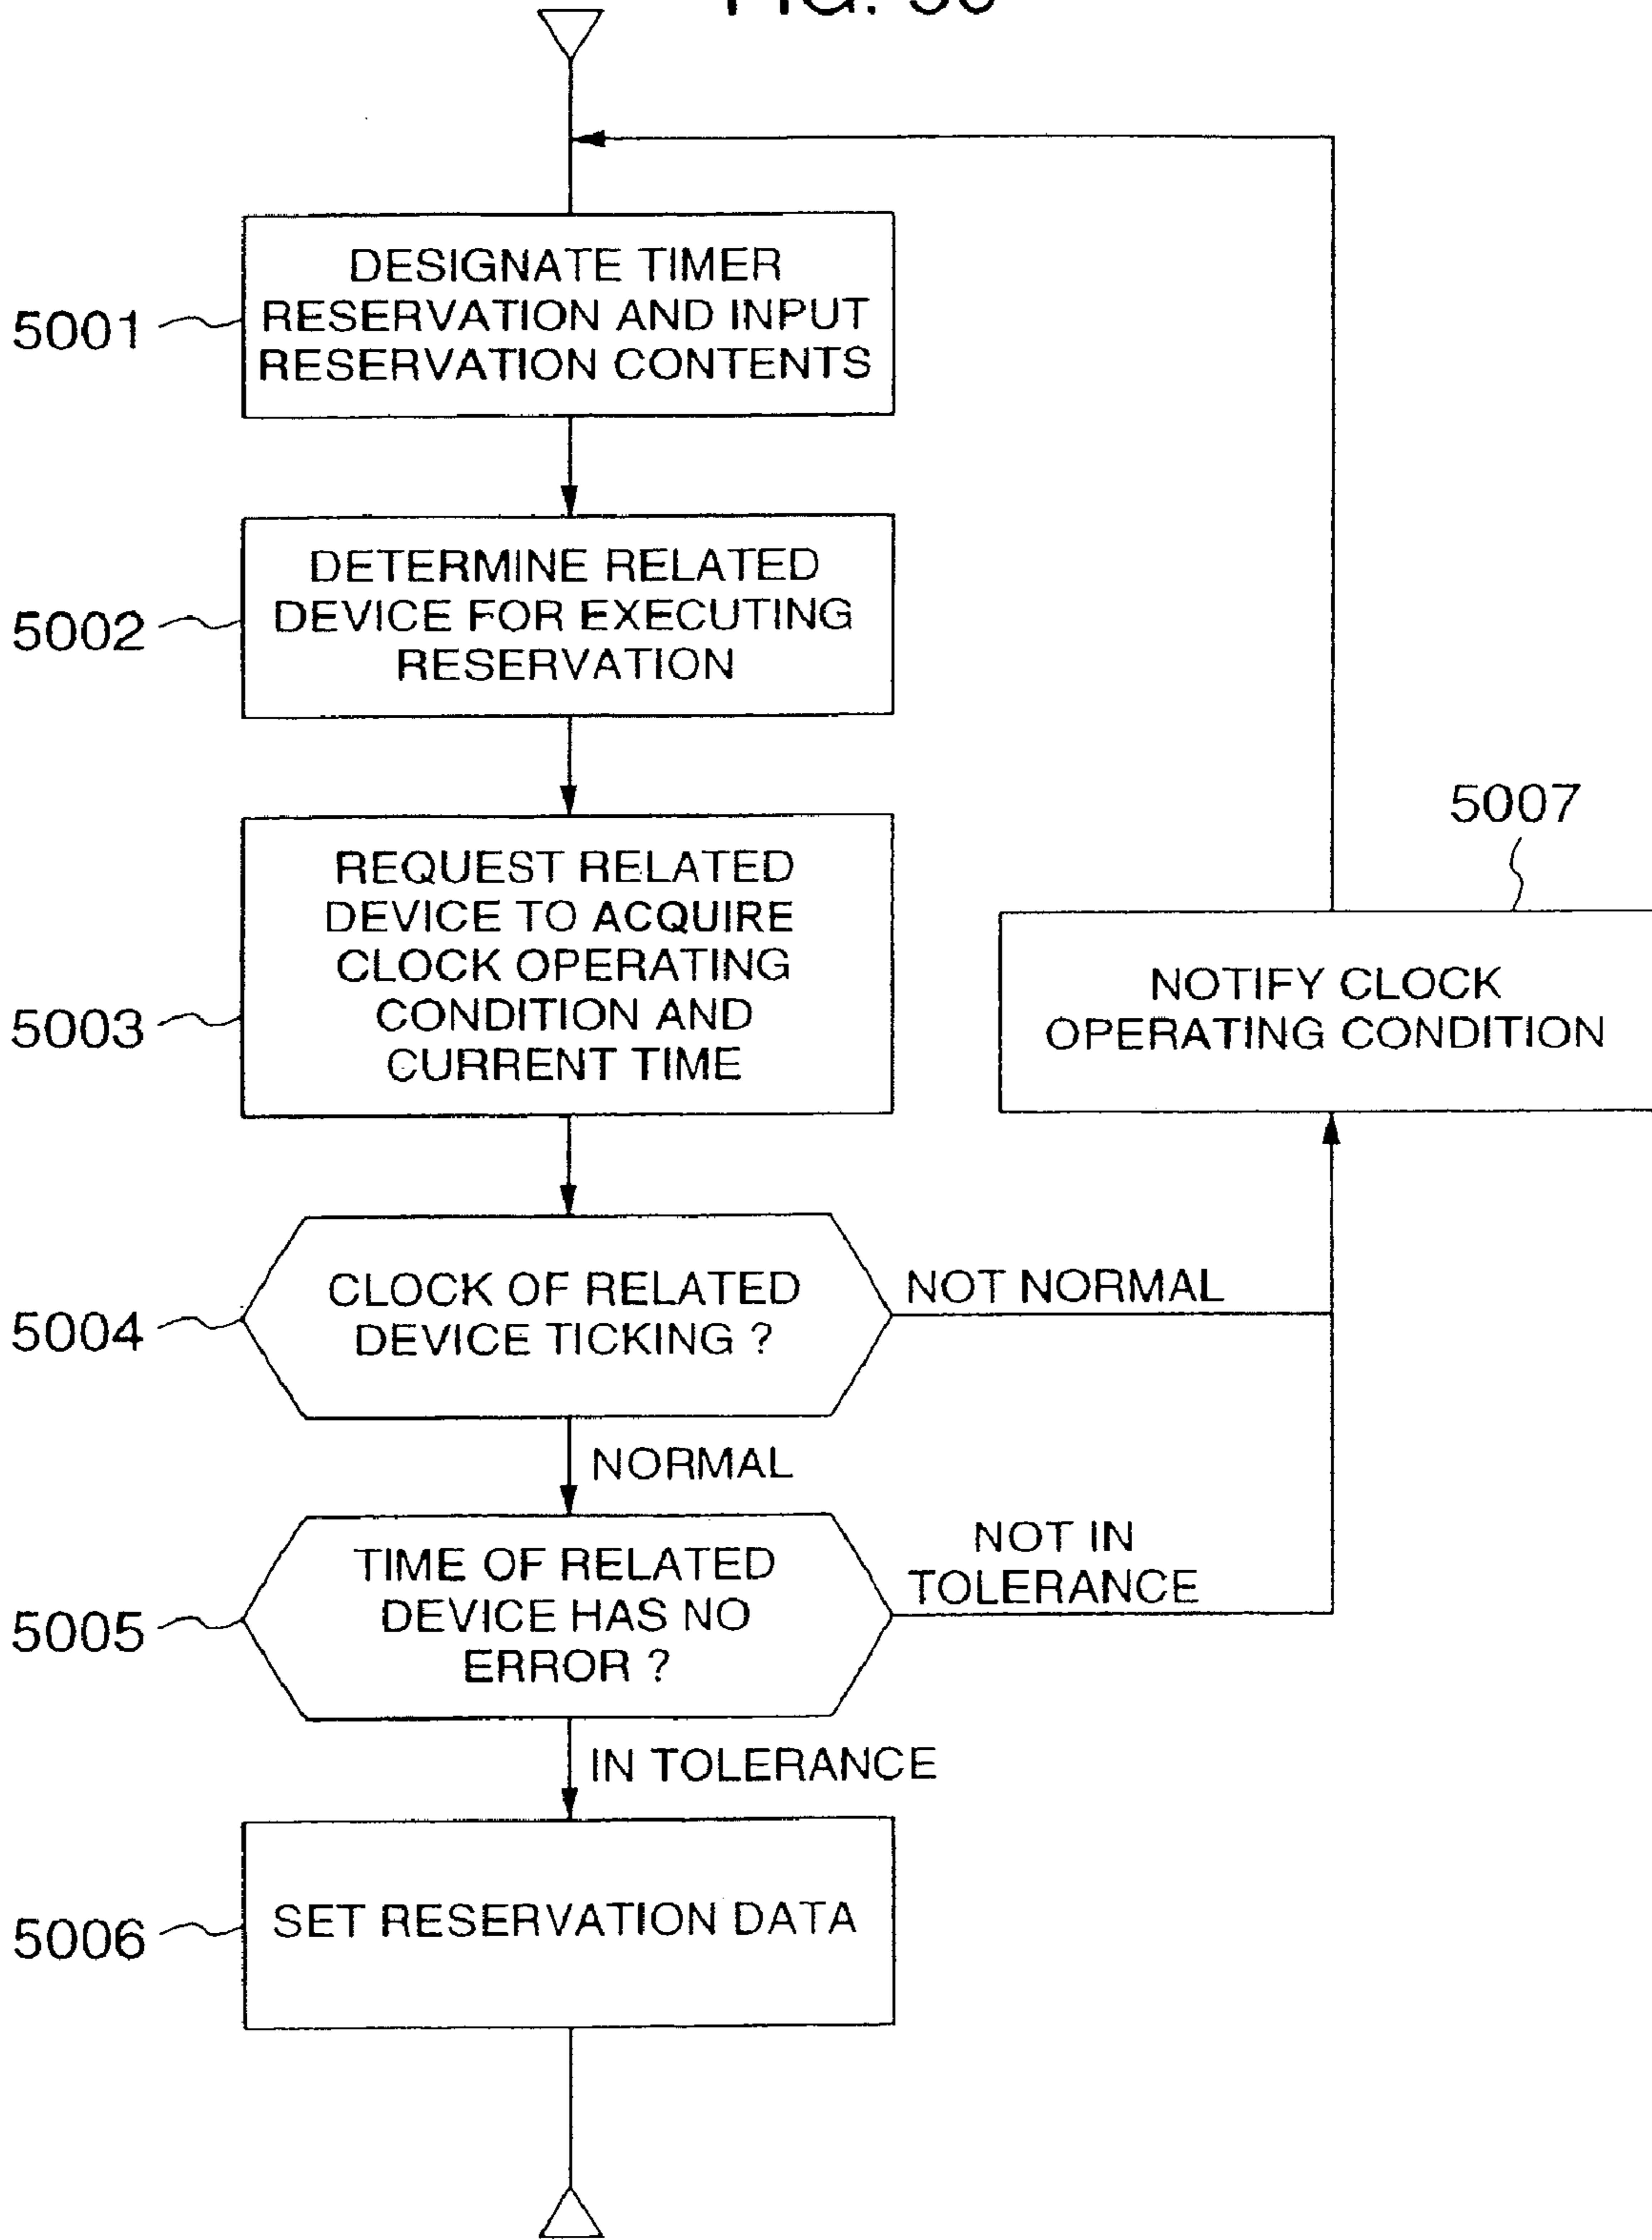 5001
DESIGNATE TIMER
RESERVATION AND INPUT
RESERVATION CONTENTS
5002
DETERMINE RELATED
DEVICE FOR EXECUTING
RESERVATION
5003
REQUEST RELATED
DEVICE TO ACQUIRE
CLOCK OPERATING
CONDITION AND
CURRENT TIME
5007
NOTIFY CLOCK
OPERATING CONDITION
5004
CLOCK OF RELATED
DEVICE TICKING ?
NOT NORMAL
NORMAL
5005
TIME OF RELATED
DEVICE HAS NO
ERROR ?
NOT IN
TOLERANCE
IN TOLERANCE
5006
SET RESERVATION DATA